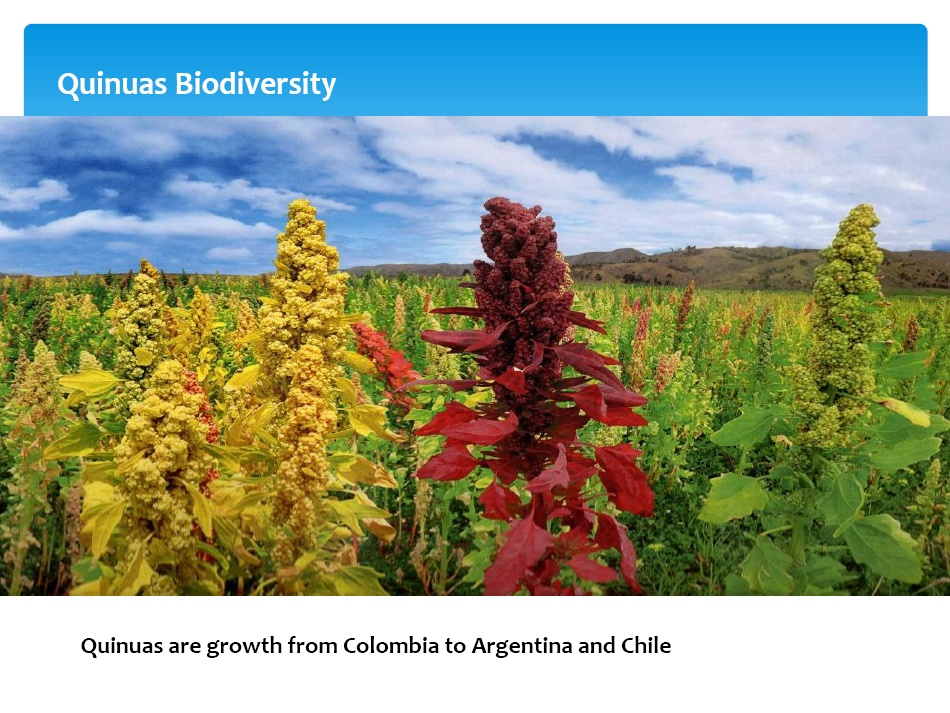 Quinuas Biodiversity
Quinuas are growth from Colombia to Argentina and Chile